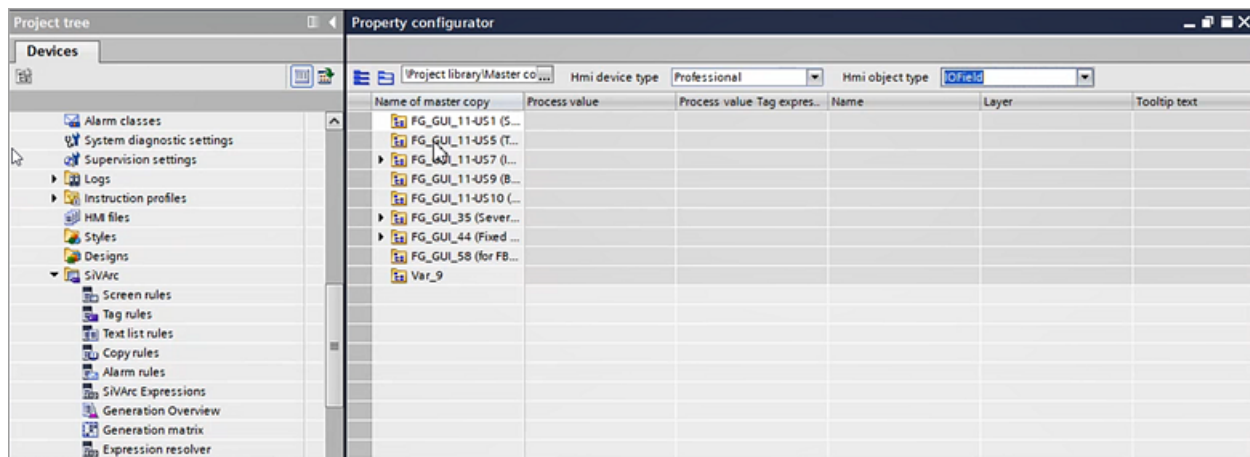 Project tree
Devices
Alarm classes
System diagnostic settings
Supervision settings
Logs
Instruction profiles
HMI files
Styles
Designs
SiVArc
Screen rules
Tag rules
Text list rules
Copy rules
Alarm rules
SiVArc Expressions
Generation Overview
Generation matrix
Expression resolver
Property configurator
\Project library\Master co ... Hmi device type Professional Hmi object type IOField
Name of master copy Process value Process value Tag expres... Name Layer Tooltip text
FG_GUI_11-US1 (S...
FG_GUI_11-US5 (T...
FG_GUI_11-US7 (I...
FG_GUI_11-US9 (B...
FG_GUI_11-US10 (...
FG_GUI_35 (Sever...
FG_GUI_44 (Fixed ...
FG_GUI_58 (for FB...
Var_9